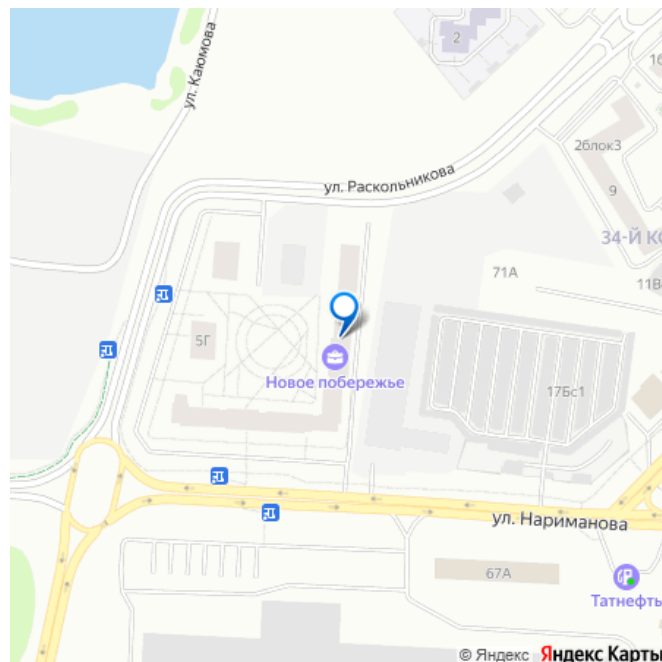 ул. Каюмова
2
ул. Раскольникова
2блок3
9
34-Й КО
71А
11В
5Г
Новое побережье
17Бс1
ул. Нариманова
67А
Татнефть
© Яндекс Яндекс Карты